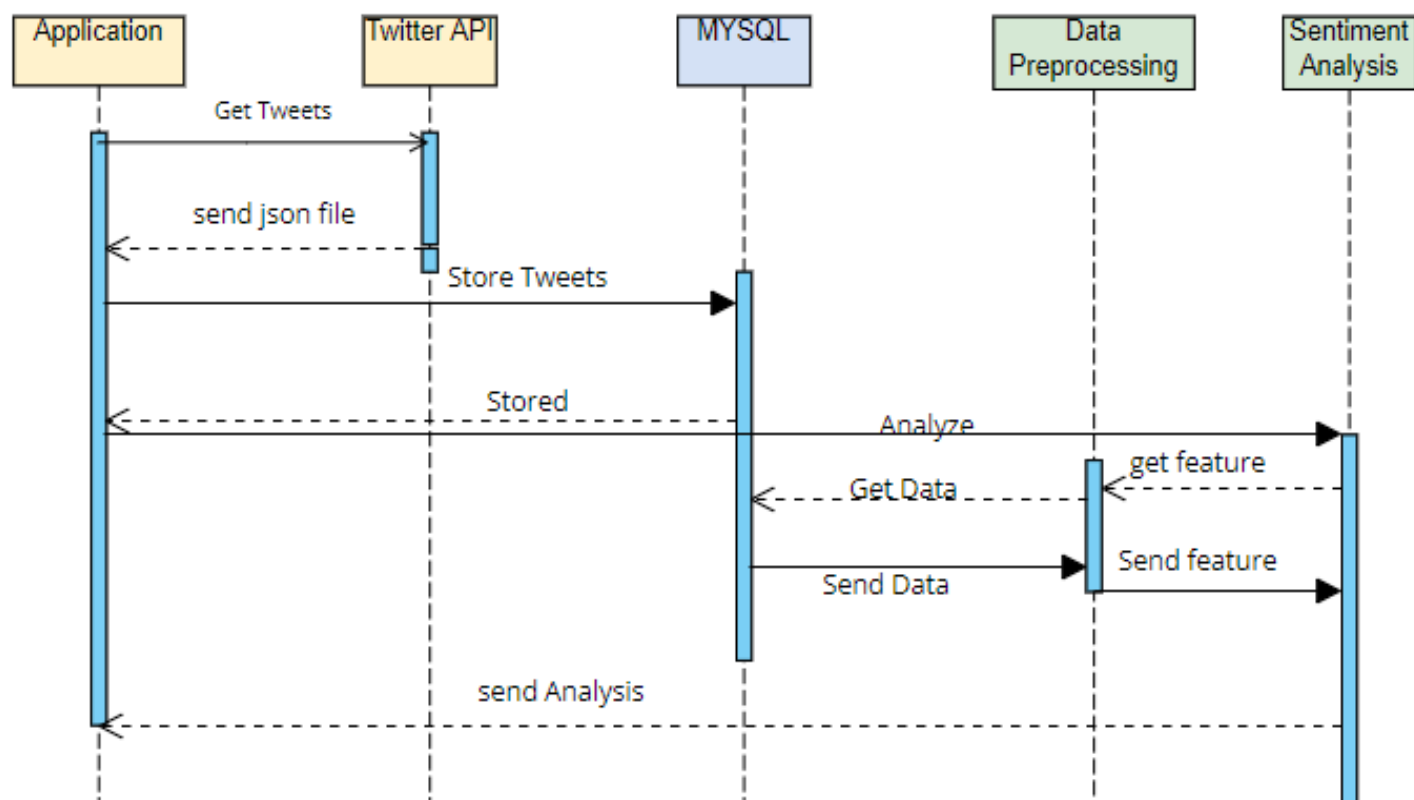 Application
Twitter API
MYSQL
Data
Preprocessing
Sentiment
Analysis
Get Tweets
send json file
Store Tweets
Stored
Analyze
get feature
Get Data
Send feature
Send Data
send Analysis